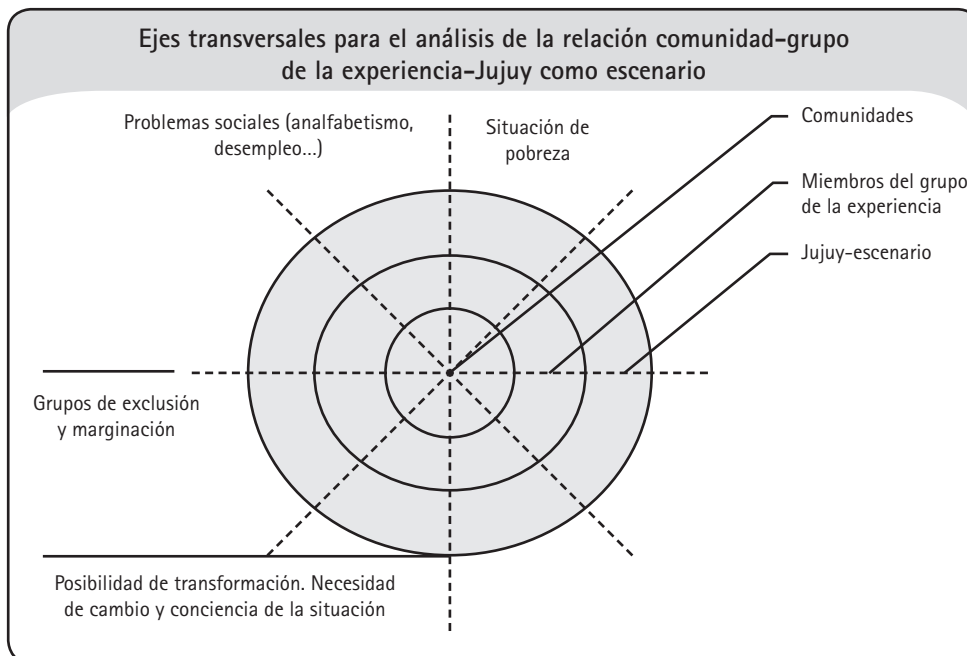 Ejes transversales para el análisis de la relación comunidad-grupo
de la experiencia-Jujuy como escenario
Problemas sociales (analfabetismo,
desempleo...)
Situación de
pobreza
Comunidades
Miembros del grupo
de la experiencia
Jujuy-escenario
Grupos de exclusión
y marginación
Posibilidad de transformación. Necesidad
de cambio y conciencia de la situación